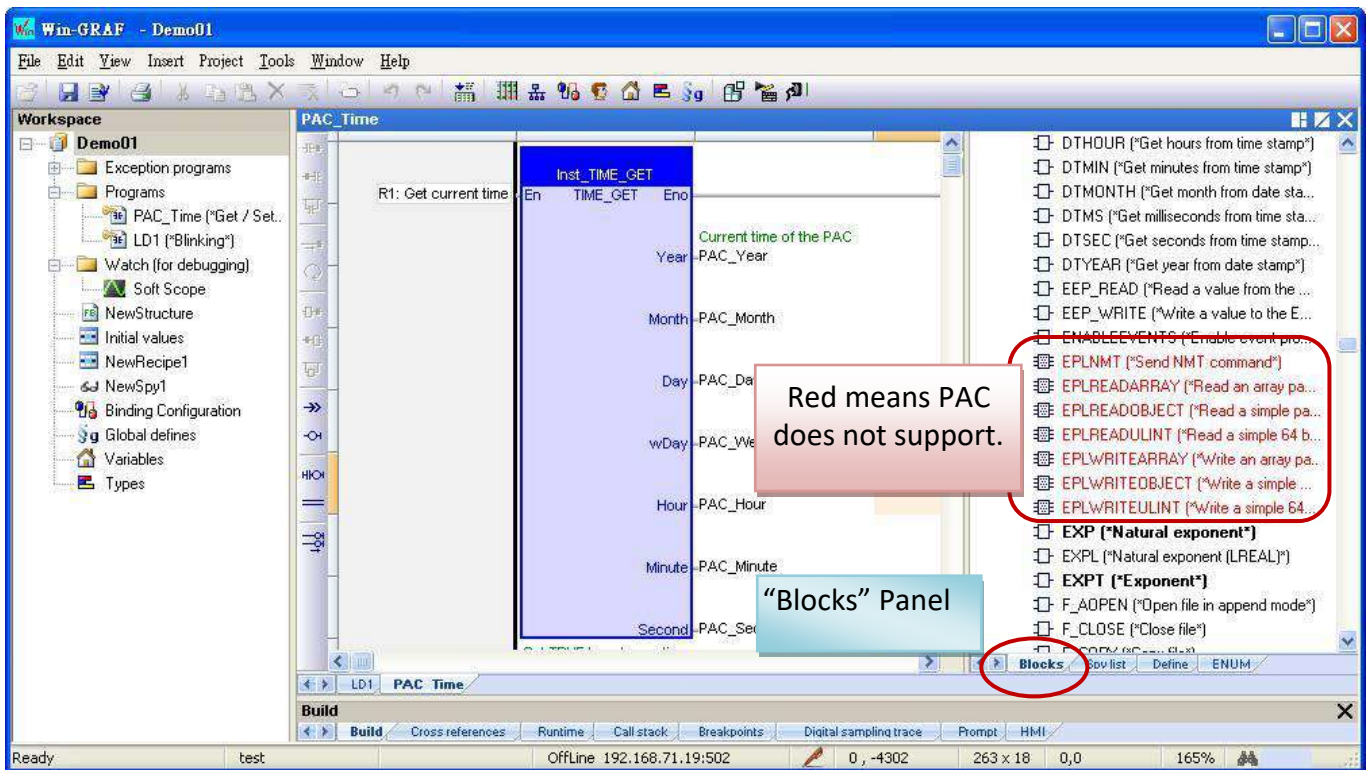 Win-GRAF - Demo01
File Edit View Insert Project Tools Window Help
Workspace
Demo01
Exception programs
Programs
PAC_Time (*Get / Set..
LD1 (*Blinking*)
Watch (for debugging)
Soft Scope
NewStructure
Initial values
NewRecipe1
NewSpy1
Binding Configuration
Global defines
Variables
Types
PAC_Time
R1: Get current time
Inst_TIME_GET
En TIME_GET Eno
Current time of the PAC
Year PAC_Year
Month PAC_Month
Day PAC_Da
wDay PAC_We
Hour PAC_Hour
Minute PAC_Minute
Second PAC_Sec
Red means PAC
does not support.
"Blocks" Panel
DTHOUR (*Get hours from time stamp*)
DTMIN (*Get minutes from time stamp*)
DTMONTH (*Get month from date sta...
DTMS (*Get milliseconds from time sta...
DTSEC (*Get seconds from time stamp...
DTYEAR (*Get year from date stamp*)
EEP_READ (*Read a value from the ...
EEP_WRITE (*Write a value to the E...
ENABLEEVENTS (*Enable event pro...
EPLNMT (*Send NMT command*)
EPLREADARRAY (*Read an array pa...
EPLREADOBJECT (*Read a simple pa...
EPLREADULINT (*Read a simple 64 b...
EPLWRITEARRAY (*Write an array pa...
EPLWRITEOBJECT (*Write a simple ...
EPLWRITEULINT (*Write a simple 64...
EXP (*Natural exponent*)
EXPL (*Natural exponent (LREAL)*)
EXPT (*Exponent*)
F_AOPEN (*Open file in append mode*)
F_CLOSE (*Close file*)
F_COPY (*Copy file*)
Blocks Spy list Define ENUM
LD1 PAC_Time
Build
Build Cross references Runtime Call stack Breakpoints Digital sampling trace Prompt HMI
Ready test OffLine 192.168.71.19:502 0 , -4302 263 x 18 0,0 165%